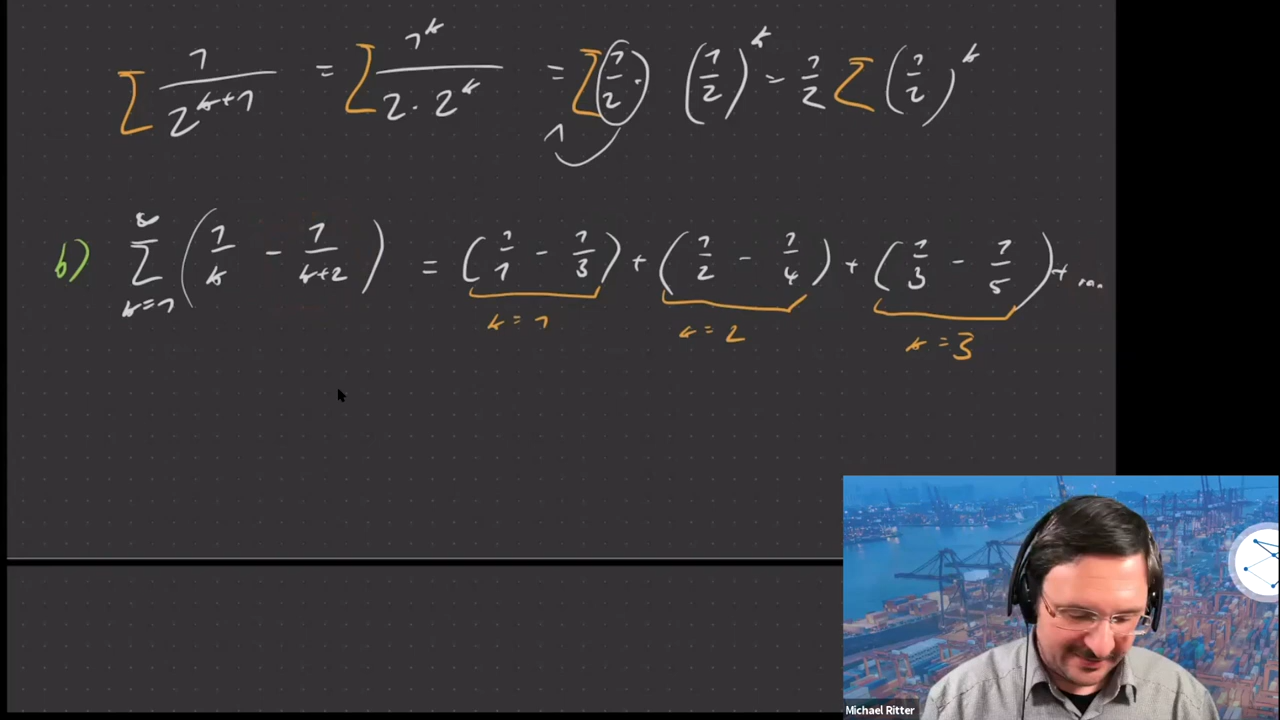 ∑ 1/2^(k+1) = ∑ 1^k/(2·2^k) = ∑ (1/2 ·) (1/2)^k = 1/2 ∑ (1/2)^k
b) ∑_{k=1}^{∞} (1/k - 1/(k+2)) = (1/1 - 1/3) + (1/2 - 1/4) + (1/3 - 1/5) + ...
k = 1 k = 2 k = 3
Michael Ritter